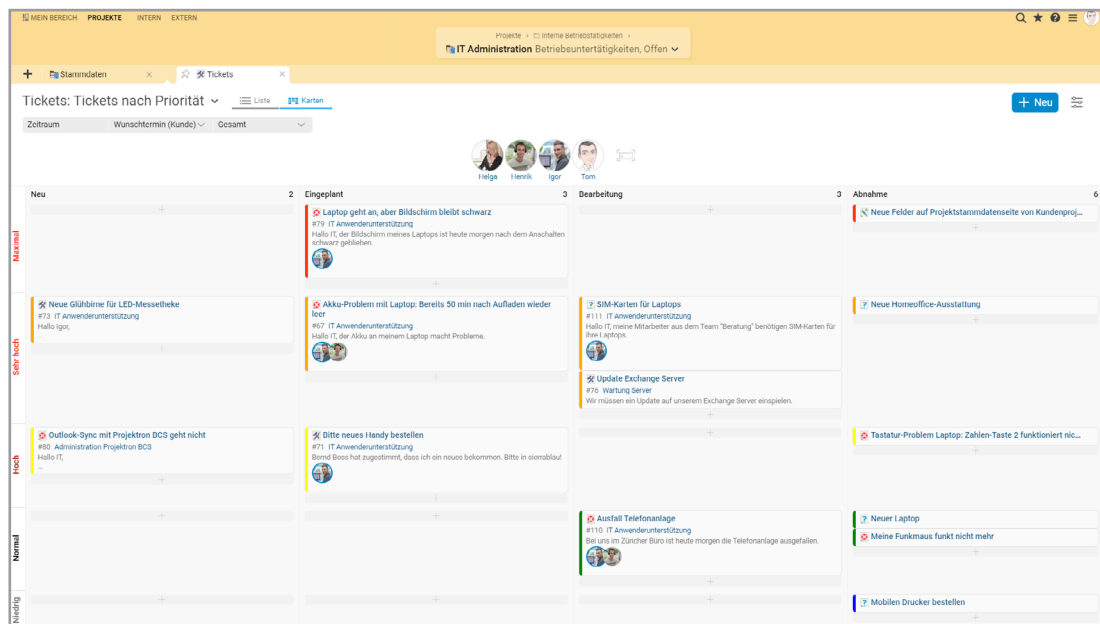 MEIN BEREICH PROJEKTE INTERN EXTERN
Projekte › Interne Betriebstätigkeiten ›
IT Administration Betriebsuntertätigkeiten, Offen
+ Stammdaten × Tickets ×
Tickets: Tickets nach Priorität Liste Karten
+ Neu
Zeitraum Wunschtermin (Kunde) Gesamt
Helga Henrik Igor Tom
Neu 2 Eingeplant 3 Bearbeitung 3 Abnahme 6
Maximal
Laptop geht an, aber Bildschirm bleibt schwarz
#79 IT Anwenderunterstützung
Hallo IT, der Bildschirm meines Laptops ist heute morgen nach dem Anschalten
schwarz geblieben.
Neue Felder auf Projektstammdatenseite von Kundenproj...
Sehr hoch
Neue Glühbirne für LED-Messetheke
#73 IT Anwenderunterstützung
Hallo Igor,
...
Akku-Problem mit Laptop: Bereits 50 min nach Aufladen wieder
leer
#67 IT Anwenderunterstützung
Hallo IT, der Akku an meinem Laptop macht Probleme.
SIM-Karten für Laptops
#111 IT Anwenderunterstützung
Hallo IT, meine Mitarbeiter aus dem Team "Beratung" benötigen SIM-Karten für
ihre Laptops.
Update Exchange Server
#76 Wartung Server
Wir müssen ein Update auf unserem Exchange Server einspielen.
Neue Homeoffice-Ausstattung
Hoch
Outlook-Sync mit Projektron BCS geht nicht
#80 Administration Projektron BCS
Hallo IT,
...
Bitte neues Handy bestellen
#71 IT Anwenderunterstützung
Bernd Boss hat zugestimmt, dass ich ein neues bekommen. Bitte in sierrablau!
Tastatur-Problem Laptop: Zahlen-Taste 2 funktioniert nic...
Normal
Ausfall Telefonanlage
#110 IT Anwenderunterstützung
Bei uns im Züricher Büro ist heute morgen die Telefonanlage ausgefallen.
Neuer Laptop
Meine Funkmaus funkt nicht mehr
Niedrig
Mobilen Drucker bestellen